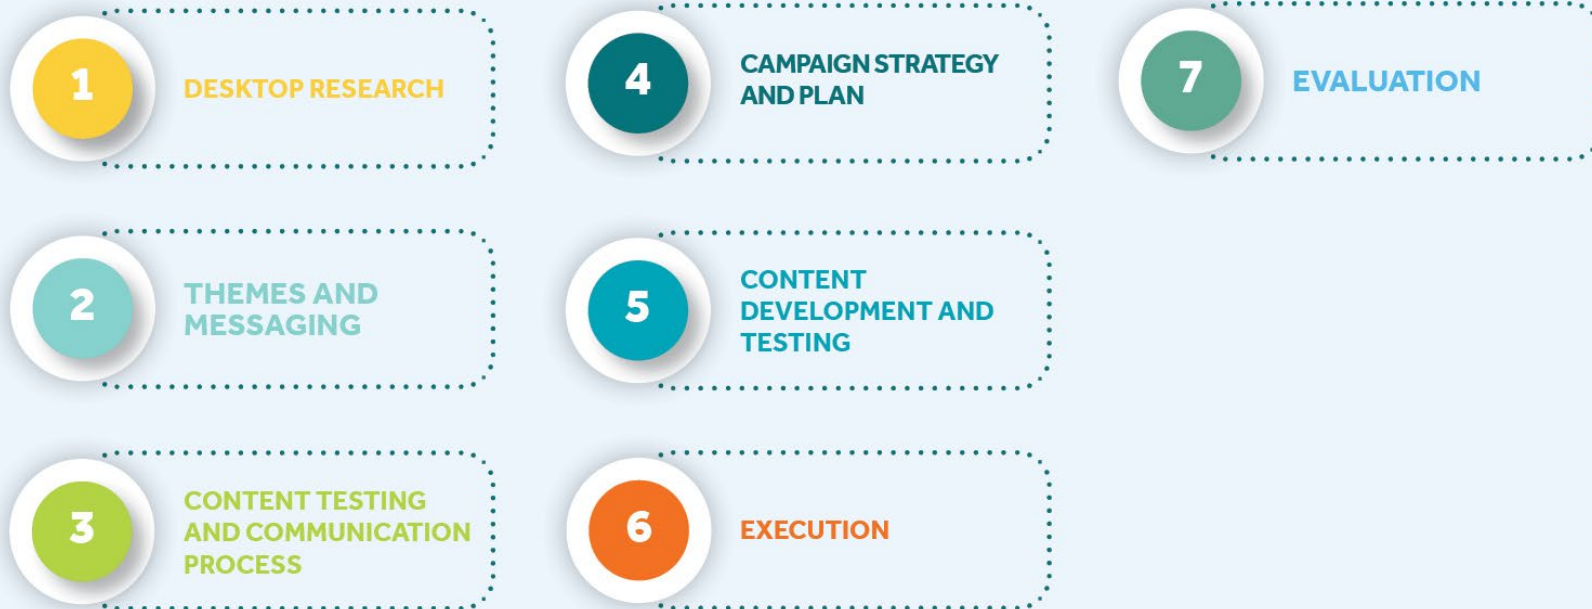 1
DESKTOP RESEARCH
2
THEMES AND
MESSAGING
3
CONTENT TESTING
AND COMMUNICATION
PROCESS
4
CAMPAIGN STRATEGY
AND PLAN
5
CONTENT
DEVELOPMENT AND
TESTING
6
EXECUTION
7
EVALUATION